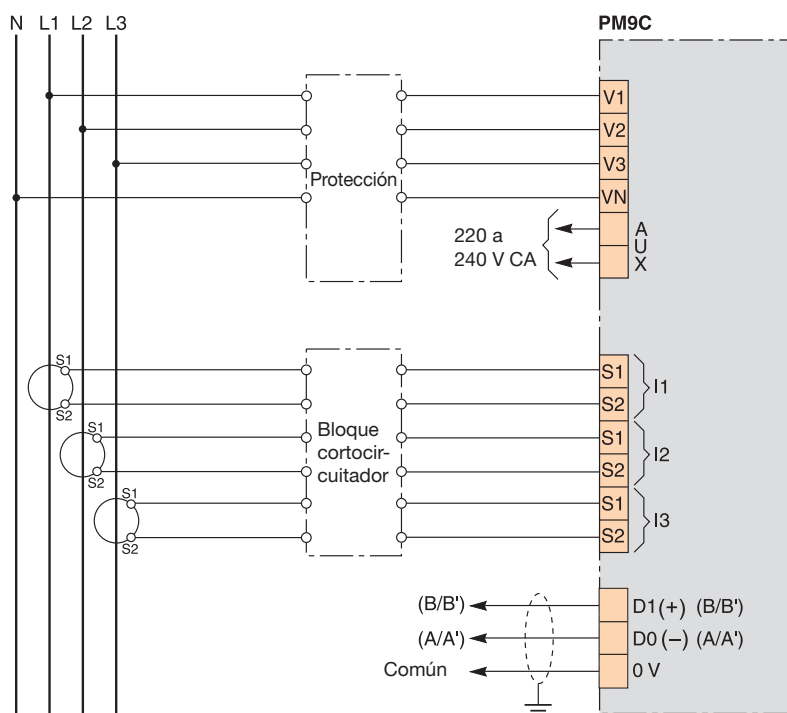 N L1 L2 L3
PM9C
V1
V2
Protección
V3
VN
220 a
240 V CA
A
U
X
S1
S2
S1
S2
S1
S2
Bloque
cortocir-
cuitador
S1
S2
I1
S1
S2
I2
S1
S2
I3
(B/B') D1 (+) (B/B')
(A/A') D0 (–) (A/A')
Común 0 V